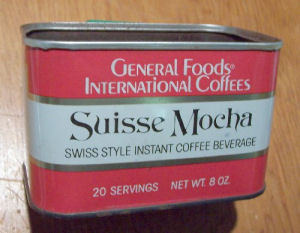 GENERAL FOODS®
INTERNATIONAL COFFEES
Suisse Mocha
SWISS STYLE INSTANT COFFEE BEVERAGE
20 SERVINGS NET WT. 8 OZ.